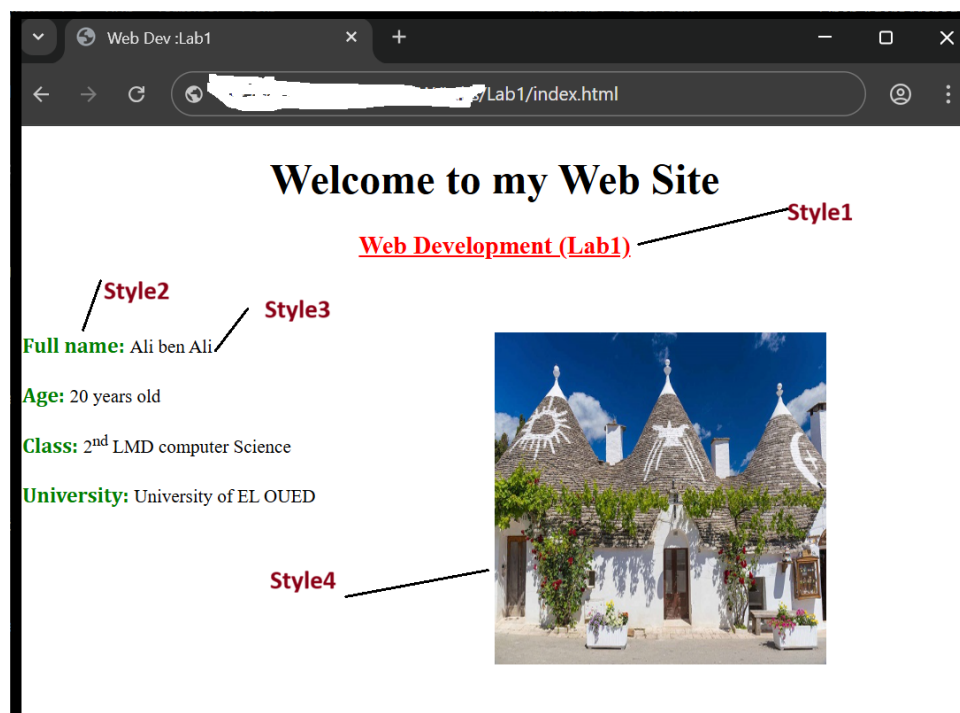 Web Dev :Lab1
/Lab1/index.html
Welcome to my Web Site
Style1
Web Development (Lab1)
Style2
Style3
Full name: Ali ben Ali
Age: 20 years old
Class: 2nd LMD computer Science
University: University of EL OUED
Style4